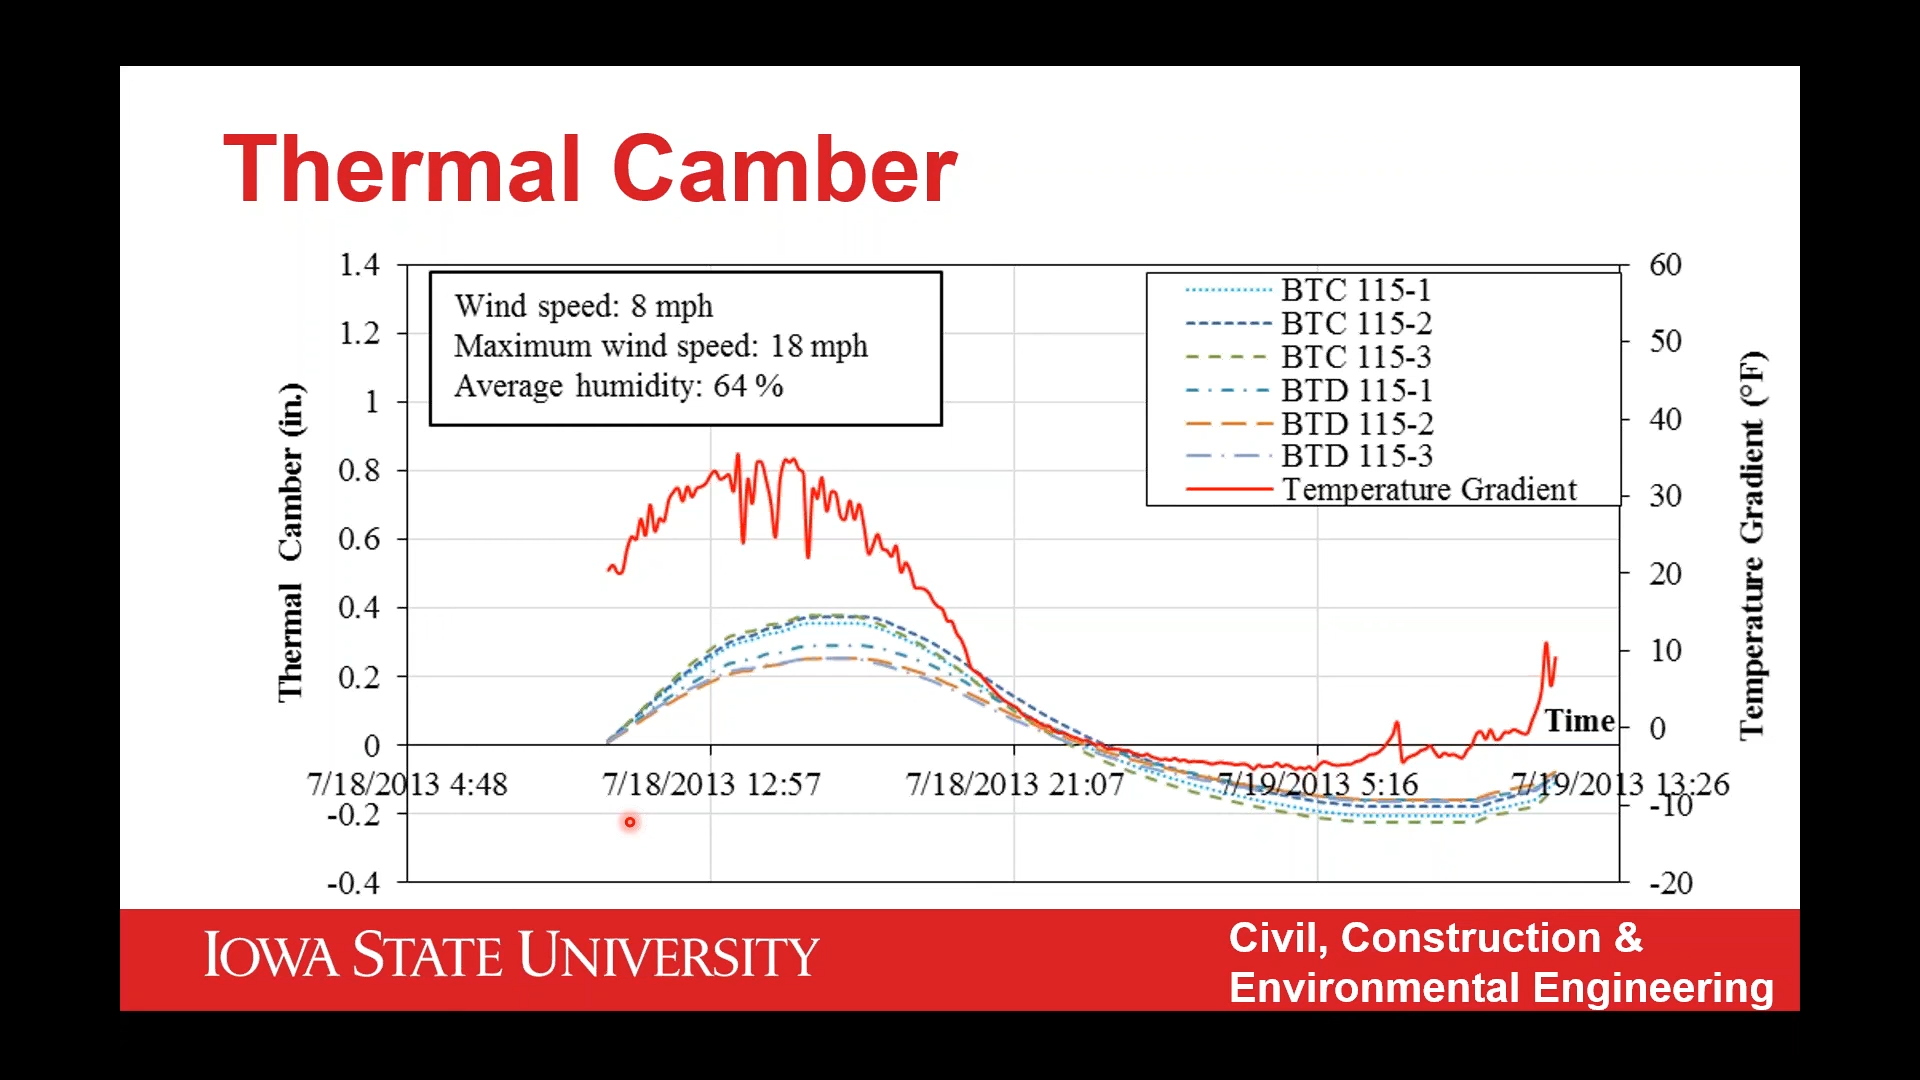 Thermal Camber
1.4
1.2
1
0.8
0.6
0.4
0.2
0
-0.2
-0.4
Thermal Camber (in.)
Wind speed: 8 mph
Maximum wind speed: 18 mph
Average humidity: 64 %
BTC 115-1
BTC 115-2
BTC 115-3
BTD 115-1
BTD 115-2
BTD 115-3
Temperature Gradient
60
50
40
30
20
10
0
-10
-20
Temperature Gradient (°F)
Time
7/18/2013 4:48
7/18/2013 12:57
7/18/2013 21:07
7/19/2013 5:16
7/19/2013 13:26
IOWA STATE UNIVERSITY
Civil, Construction &
Environmental Engineering